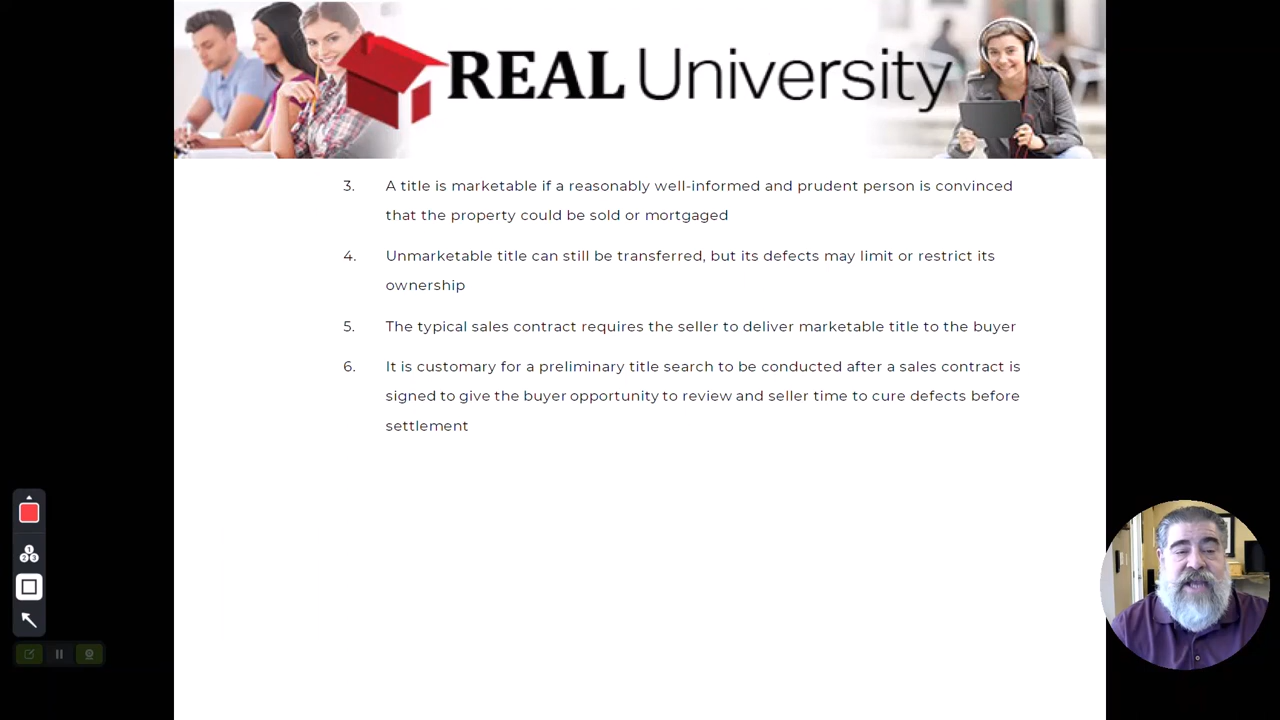 REAL University
3. A title is marketable if a reasonably well-informed and prudent person is convinced
that the property could be sold or mortgaged
4. Unmarketable title can still be transferred, but its defects may limit or restrict its
ownership
5. The typical sales contract requires the seller to deliver marketable title to the buyer
6. It is customary for a preliminary title search to be conducted after a sales contract is
signed to give the buyer opportunity to review and seller time to cure defects before
settlement
1
2 3